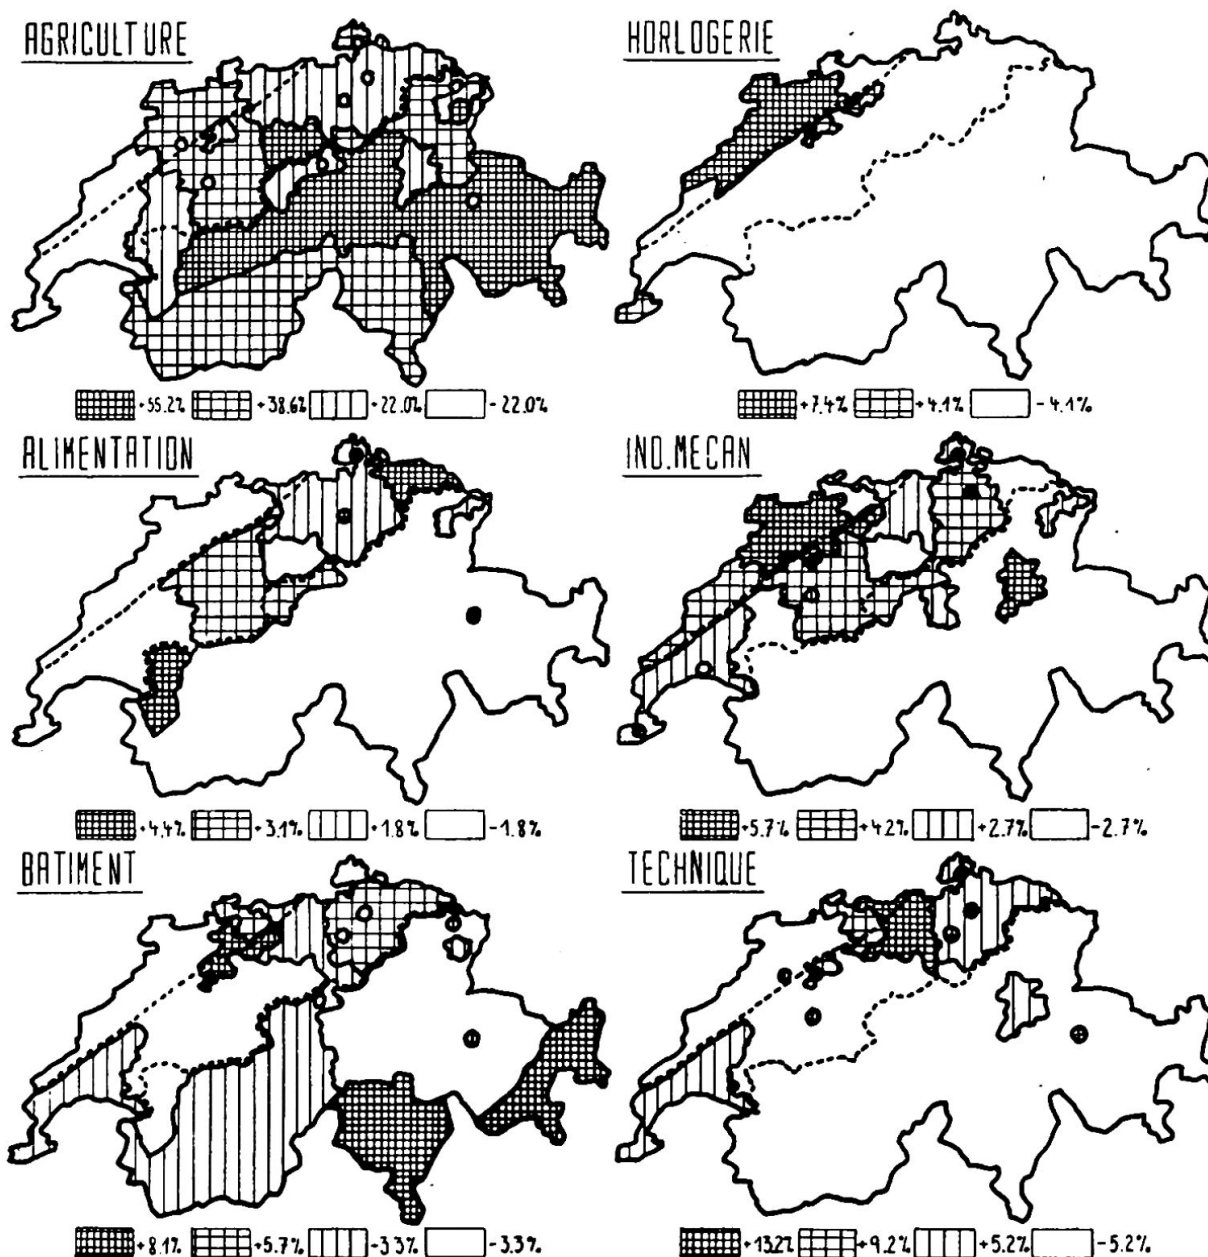 AGRICULTURE
HORLOGERIE
+55.2% +38.6% +22.0% -22.0%
+7.4% +4.1% -4.1%
ALIMENTATION
IND.MECAN
+4.4% +3.1% +1.8% -1.8%
+5.7% +4.2% +2.7% -2.7%
BATIMENT
TECHNIQUE
+8.1% +5.7% -3.3% -3.3%
+13.2% +9.2% +5.2% -5.2%